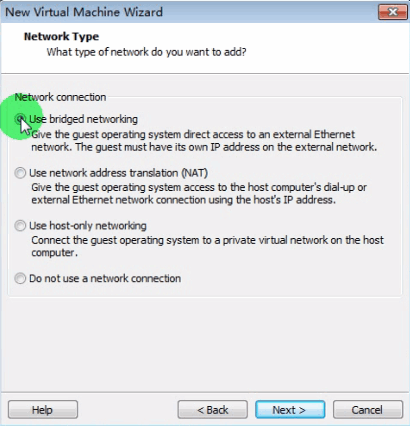 New Virtual Machine Wizard
Network Type
What type of network do you want to add?
Network connection
Use bridged networking
Give the guest operating system direct access to an external Ethernet
network. The guest must have its own IP address on the external network.
Use network address translation (NAT)
Give the guest operating system access to the host computer's dial-up or
external Ethernet network connection using the host's IP address.
Use host-only networking
Connect the guest operating system to a private virtual network on the host
computer.
Do not use a network connection
Help
< Back
Next >
Cancel